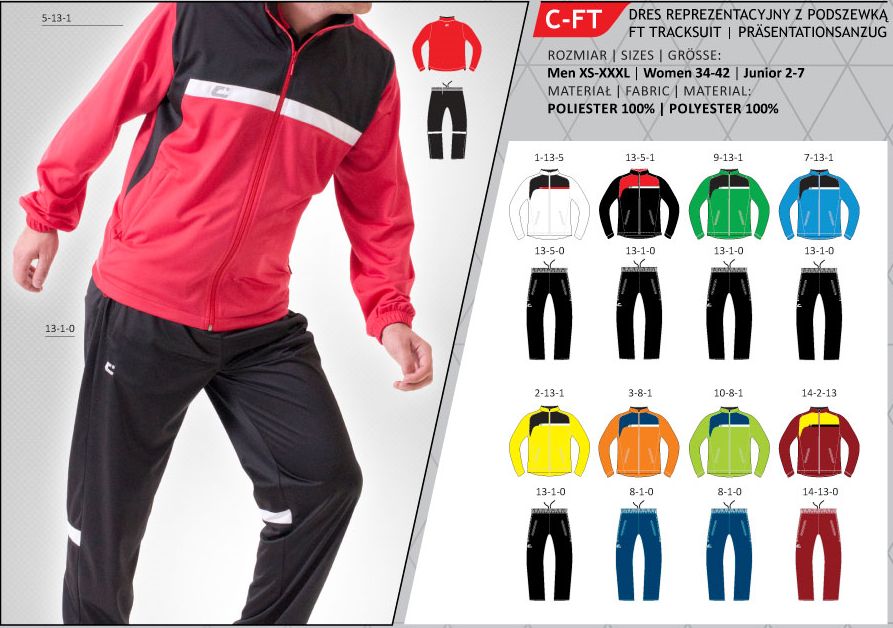 5-13-1
13-1-0
C-FT
DRES REPREZENTACYJNY Z PODSZEWKĄ
FT TRACKSUIT | PRÄSENTATIONSANZUG
ROZMIAR | SIZES | GRÖSSE:
Men XS-XXXL | Women 34-42 | Junior 2-7
MATERIAŁ | FABRIC | MATERIAL:
POLIESTER 100% | POLYESTER 100%
1-13-5 13-5-1 9-13-1 7-13-1
13-5-0 13-1-0 13-1-0 13-1-0
2-13-1 3-8-1 10-8-1 14-2-13
13-1-0 8-1-0 8-1-0 14-13-0